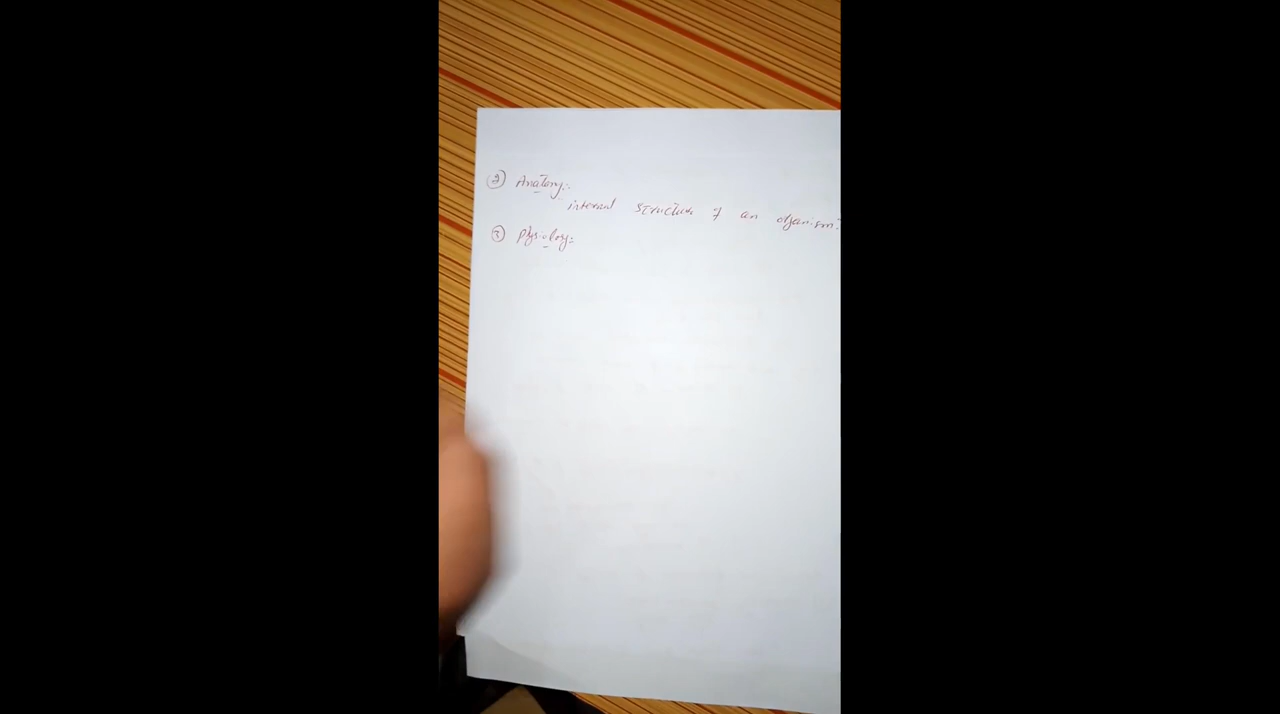 ② Anatomy:-
internal structure of an organism.
③ Physiology:-